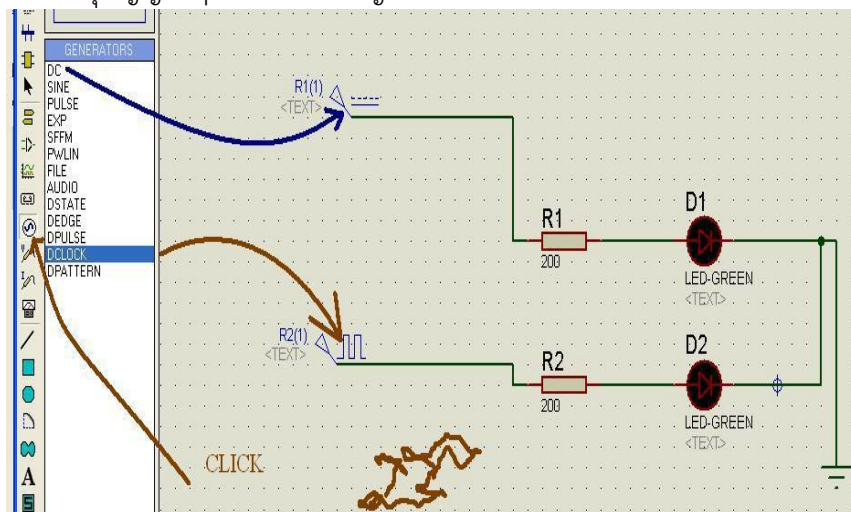 GENERATORS
DC
SINE
PULSE
EXP
SFFM
PWLIN
FILE
AUDIO
DSTATE
DEDGE
DPULSE
DCLOCK
DPATTERN
R1(1)
<TEXT>
R1
200
D1
LED-GREEN
<TEXT>
R2(1)
<TEXT>
R2
200
D2
LED-GREEN
<TEXT>
CLICK
A
S